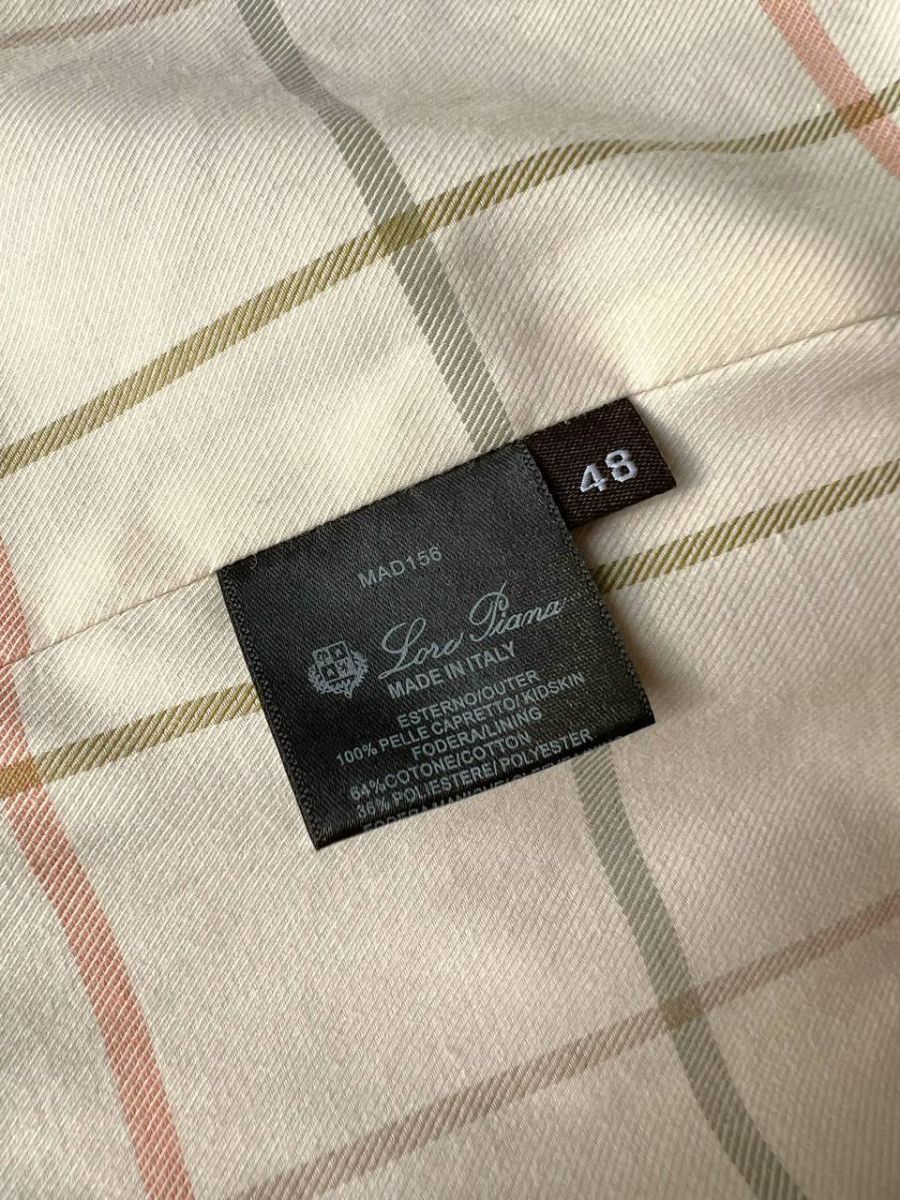 48
MAD156
Loro Piana
MADE IN ITALY
ESTERNO/OUTER
100% PELLE CAPRETTO/KIDSKIN
FODERA/LINING
64%COTONE/COTTON
36% POLIESTERE/POLYESTER